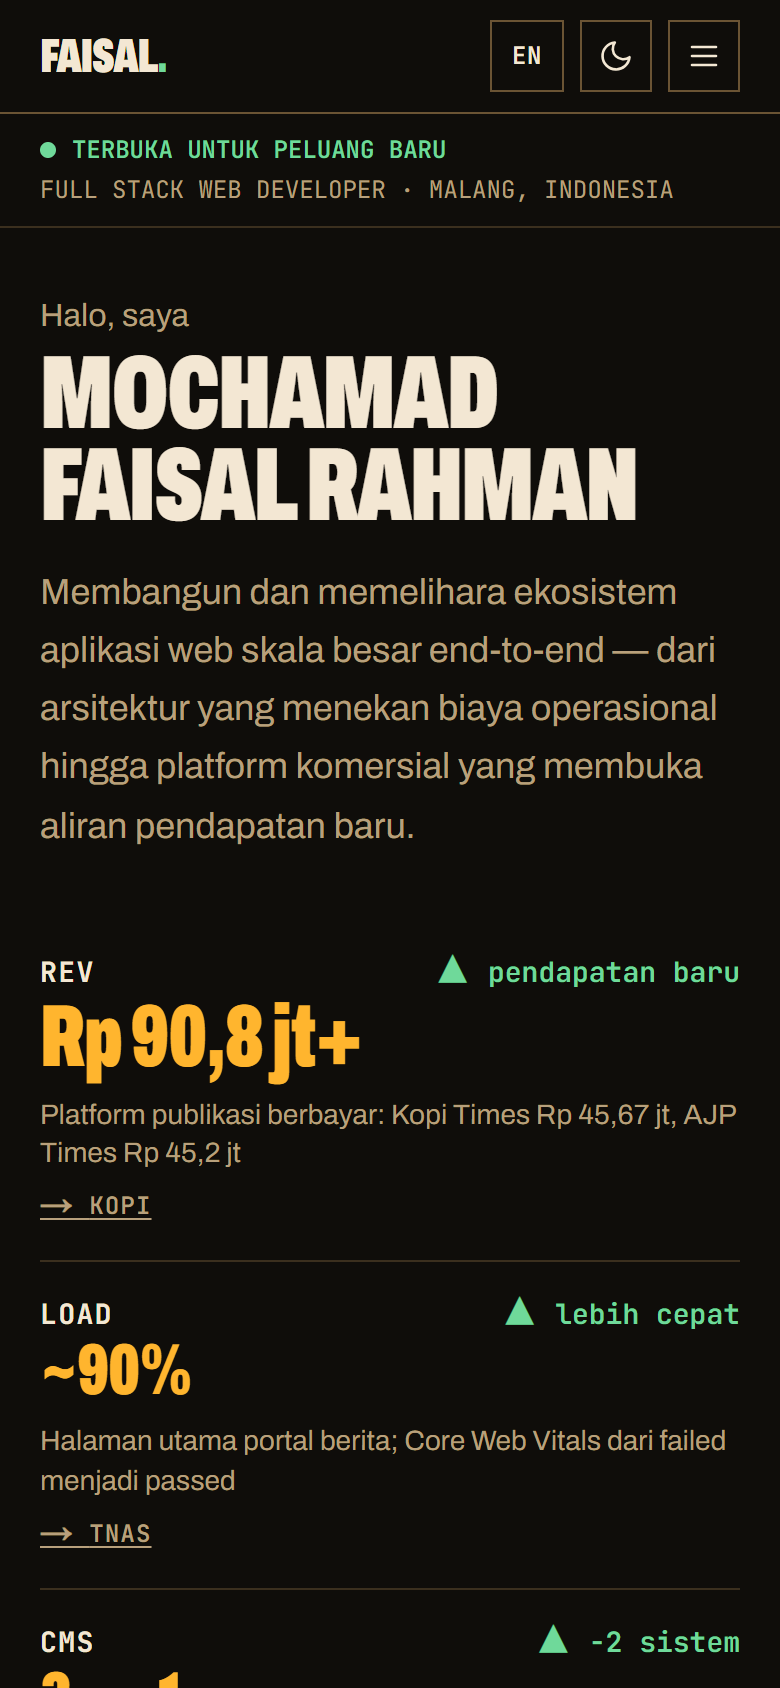 FAISAL.
EN
● TERBUKA UNTUK PELUANG BARU
FULL STACK WEB DEVELOPER · MALANG, INDONESIA
Halo, saya
MOCHAMAD
FAISAL RAHMAN
Membangun dan memelihara ekosistem
aplikasi web skala besar end-to-end — dari
arsitektur yang menekan biaya operasional
hingga platform komersial yang membuka
aliran pendapatan baru.
REV ▲ pendapatan baru
Rp 90,8 jt+
Platform publikasi berbayar: Kopi Times Rp 45,67 jt, AJP
Times Rp 45,2 jt
→ KOPI
LOAD ▲ lebih cepat
~90%
Halaman utama portal berita; Core Web Vitals dari failed
menjadi passed
→ TNAS
CMS ▲ -2 sistem